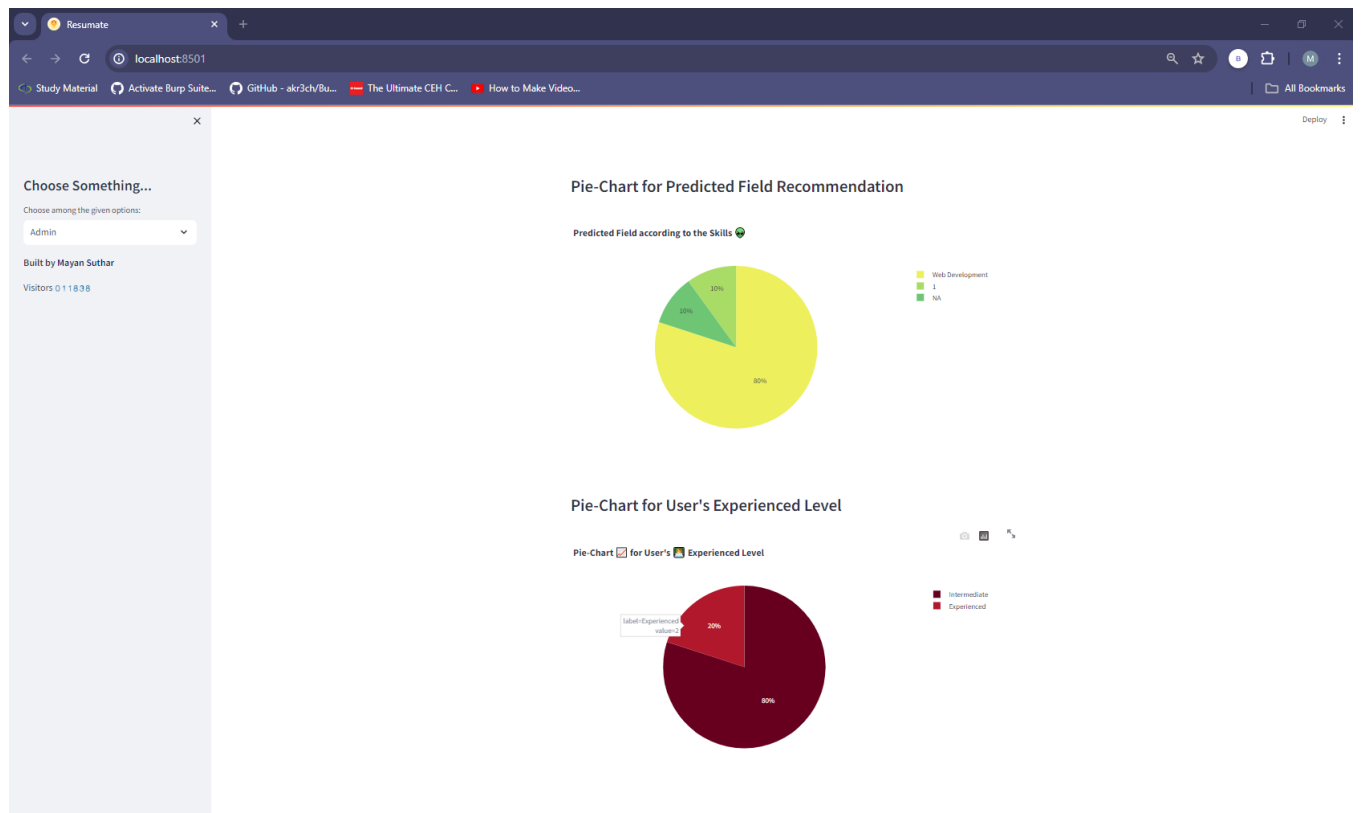 Resumate
localhost:8501
B
M
Study Material
Activate Burp Suite...
GitHub - akr3ch/Bu...
The Ultimate CEH C...
How to Make Video...
All Bookmarks
Deploy
Choose Something...
Choose among the given options:
Admin
Built by Mayan Suthar
Visitors 011838
Pie-Chart for Predicted Field Recommendation
Predicted Field according to the Skills 👽
Web Development
1
NA
10%
10%
80%
Pie-Chart for User's Experienced Level
Pie-Chart 📈 for User's 👨‍💻 Experienced Level
Intermediate
Experienced
label=Experienced
value=2
20%
80%